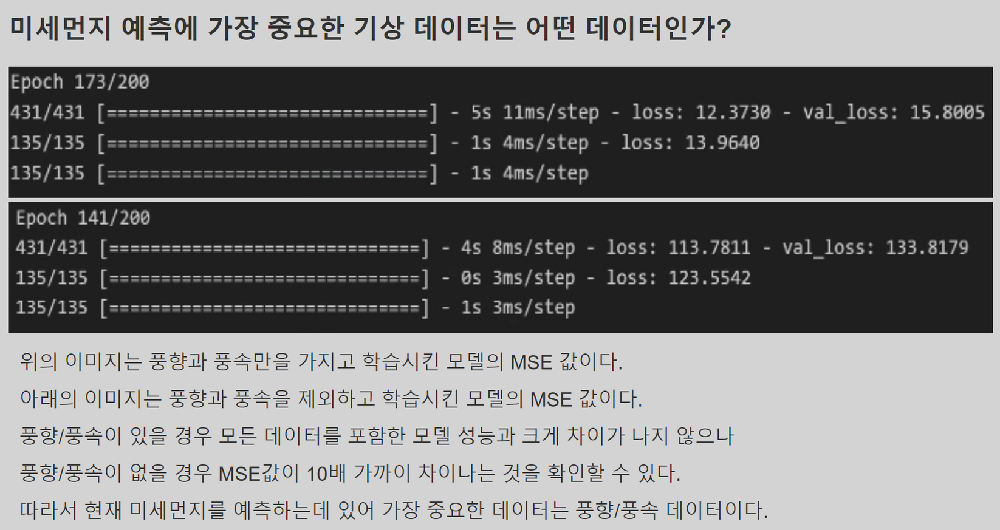 미세먼지 예측에 가장 중요한 기상 데이터는 어떤 데이터인가?
Epoch 173/200
431/431 [==============================] - 5s 11ms/step - loss: 12.3730 - val_loss: 15.8005
135/135 [==============================] - 1s 4ms/step - loss: 13.9640
135/135 [==============================] - 1s 4ms/step
Epoch 141/200
431/431 [==============================] - 4s 8ms/step - loss: 113.7811 - val_loss: 133.8179
135/135 [==============================] - 0s 3ms/step - loss: 123.5542
135/135 [==============================] - 1s 3ms/step
위의 이미지는 풍향과 풍속만을 가지고 학습시킨 모델의 MSE 값이다.
아래의 이미지는 풍향과 풍속을 제외하고 학습시킨 모델의 MSE 값이다.
풍향/풍속이 있을 경우 모든 데이터를 포함한 모델 성능과 크게 차이가 나지 않으나
풍향/풍속이 없을 경우 MSE값이 10배 가까이 차이나는 것을 확인할 수 있다.
따라서 현재 미세먼지를 예측하는데 있어 가장 중요한 데이터는 풍향/풍속 데이터이다.